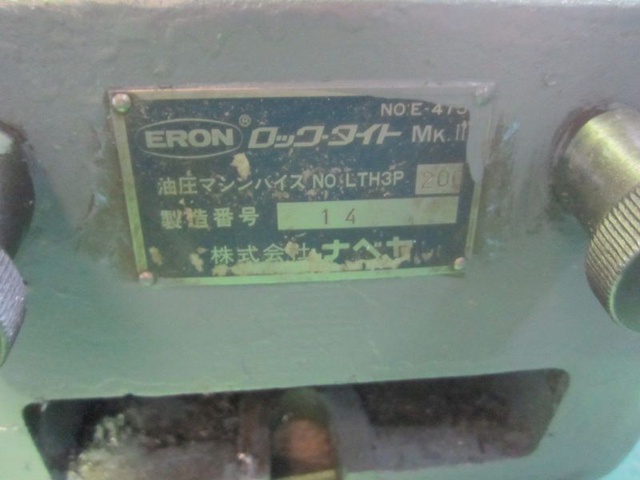 NO.E-475
ERON® ロック・タイト MK.II
油圧マシンバイス NO.LTH3P 200
製造番号 14
株式会社 ナベヤ